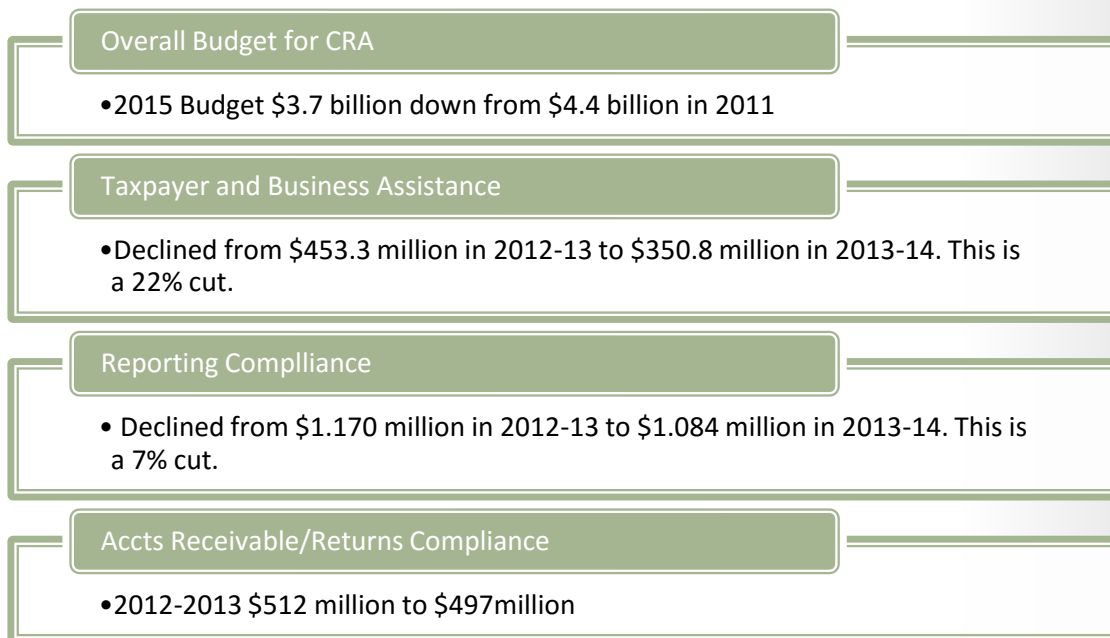 Overall Budget for CRA
•2015 Budget $3.7 billion down from $4.4 billion in 2011
Taxpayer and Business Assistance
•Declined from $453.3 million in 2012-13 to $350.8 million in 2013-14. This is
a 22% cut.
Reporting Complliance
• Declined from $1.170 million in 2012-13 to $1.084 million in 2013-14. This is
a 7% cut.
Accts Receivable/Returns Compliance
•2012-2013 $512 million to $497million